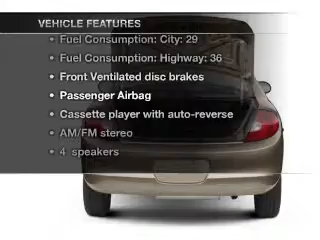 VEHICLE FEATURES
• Fuel Consumption: City: 29
• Fuel Consumption: Highway: 36
• Front Ventilated disc brakes
• Passenger Airbag
• Cassette player with auto-reverse
• AM/FM stereo
• 4 speakers